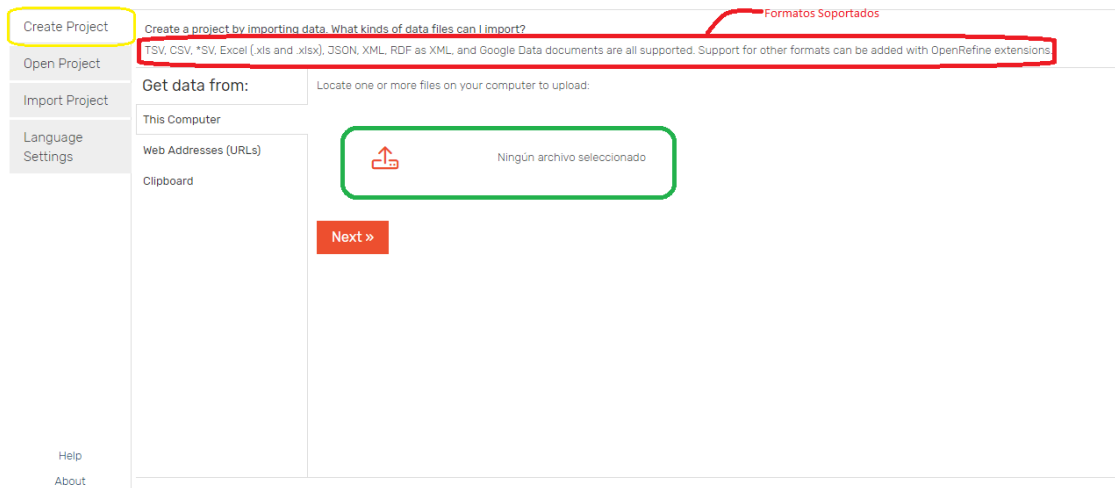 Formatos Soportados
Create Project
Open Project
Import Project
Language
Settings
Help
About
Create a project by importing data. What kinds of data files can I import?
TSV, CSV, *SV, Excel (.xls and .xlsx), JSON, XML, RDF as XML, and Google Data documents are all supported. Support for other formats can be added with OpenRefine extensions.
Get data from:
This Computer
Web Addresses (URLs)
Clipboard
Locate one or more files on your computer to upload:
Ningún archivo seleccionado
Next »